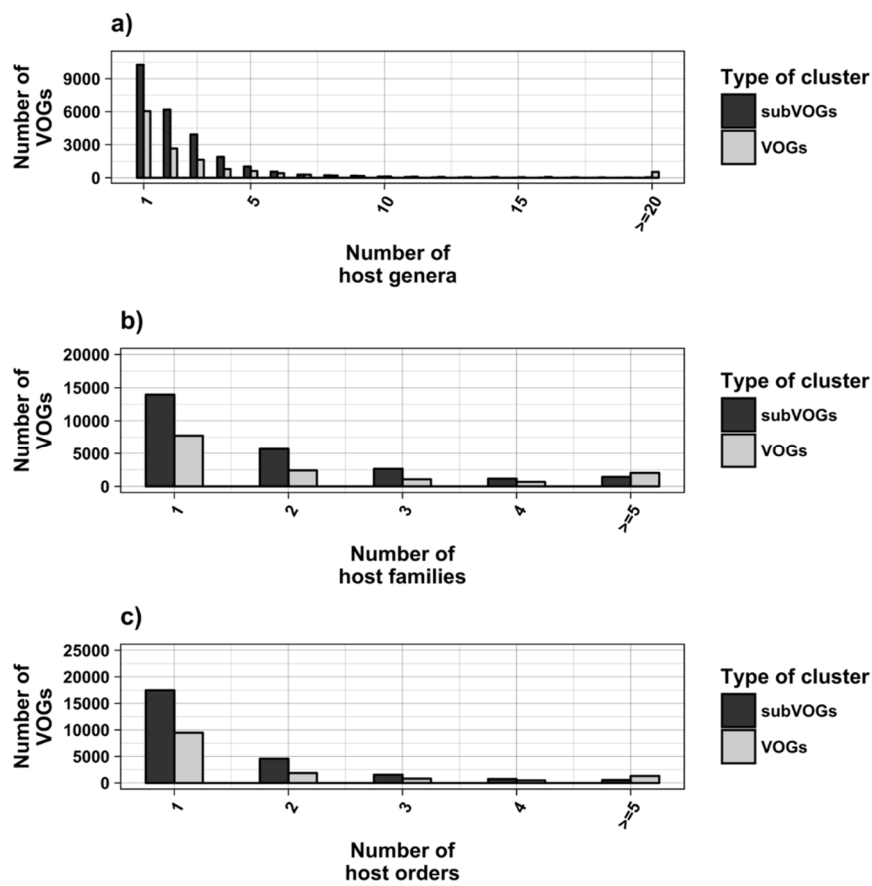 a)
Number of
VOGs
9000
6000
3000
0
1
5
10
15
>=20
Number of
host genera
Type of cluster
subVOGs
VOGs
b)
Number of
VOGs
20000
15000
10000
5000
0
1
2
3
4
>=5
Number of
host families
Type of cluster
subVOGs
VOGs
c)
Number of
VOGs
25000
20000
15000
10000
5000
0
1
2
3
4
>=5
Number of
host orders
Type of cluster
subVOGs
VOGs